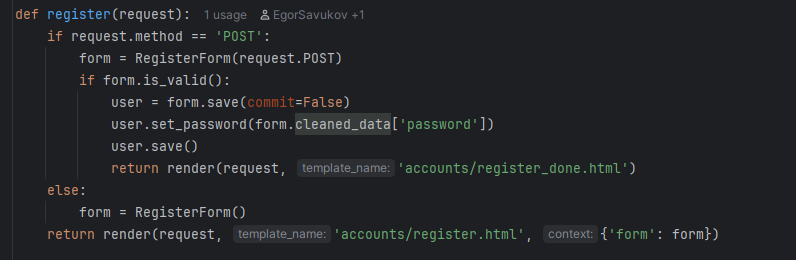 def register(request): 1 usage EgorSavukov +1
    if request.method == 'POST':
        form = RegisterForm(request.POST)
        if form.is_valid():
            user = form.save(commit=False)
            user.set_password(form.cleaned_data['password'])
            user.save()
            return render(request, template_name: 'accounts/register_done.html')
    else:
        form = RegisterForm()
    return render(request, template_name: 'accounts/register.html', context: {'form': form})